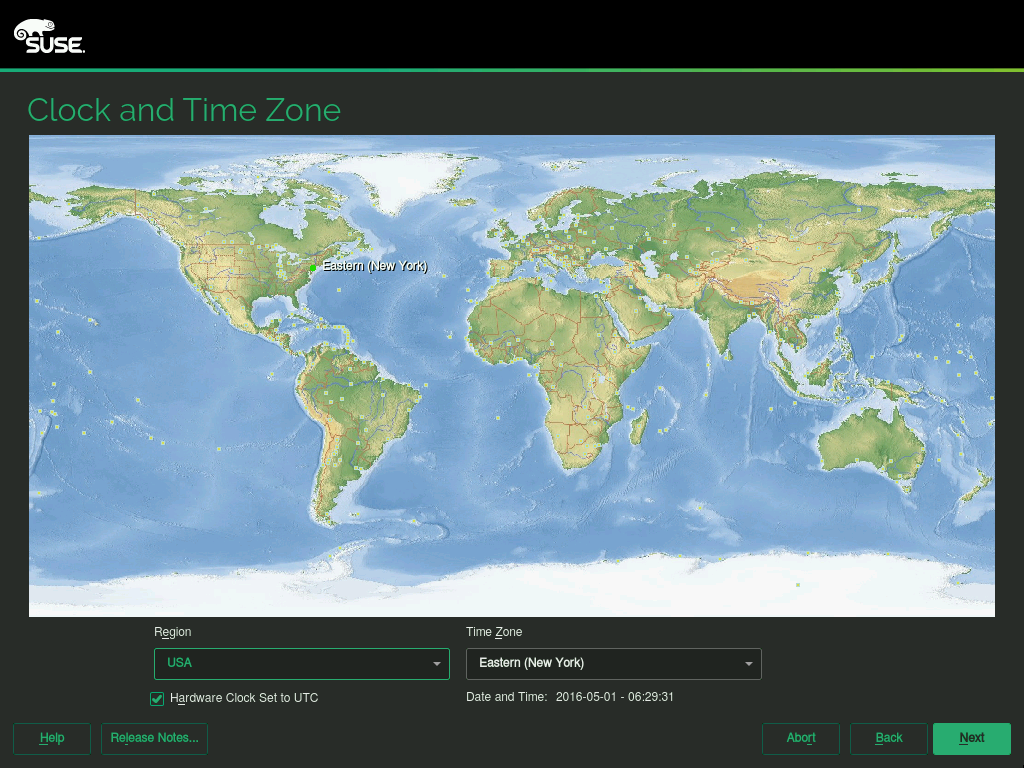 SUSE.
Clock and Time Zone
Eastern (New York)
Region
Time Zone
USA
Eastern (New York)
Hardware Clock Set to UTC
Date and Time: 2016-05-01 - 06:29:31
Help
Release Notes...
Abort
Back
Next